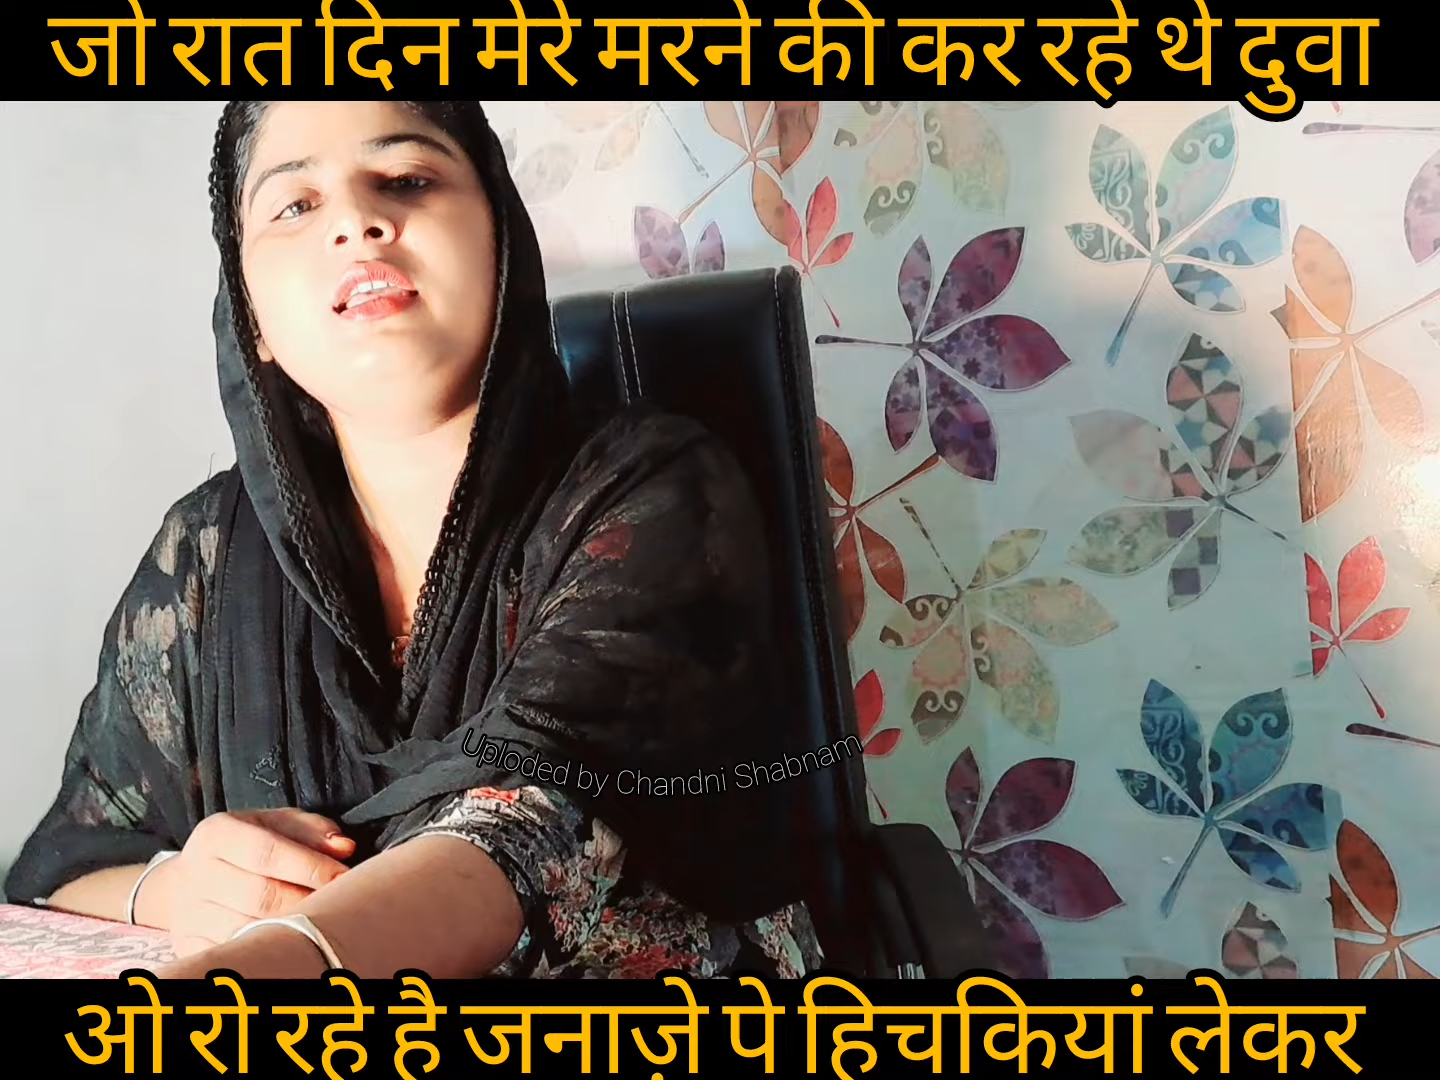 जो रात दिन मेरे मरने की कर रहे थे दुवा
Uploded by Chandni Shabnam
ओ रो रहे है जनाज़े पे हिचकियां लेकर